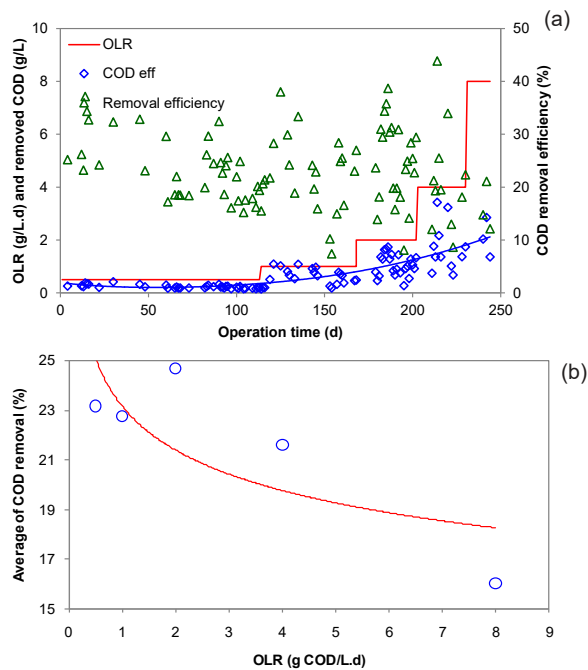 (a)
OLR (g/L.d) and removed COD (g/L)
10
8
6
4
2
0
OLR
COD eff
Removal efficiency
50
40
30
20
10
0
COD removal efficiency (%)
0 50 100 150 200 250
Operation time (d)
(b)
Average of COD removal (%)
25
23
21
19
17
15
0 1 2 3 4 5 6 7 8 9
OLR (g COD/L.d)